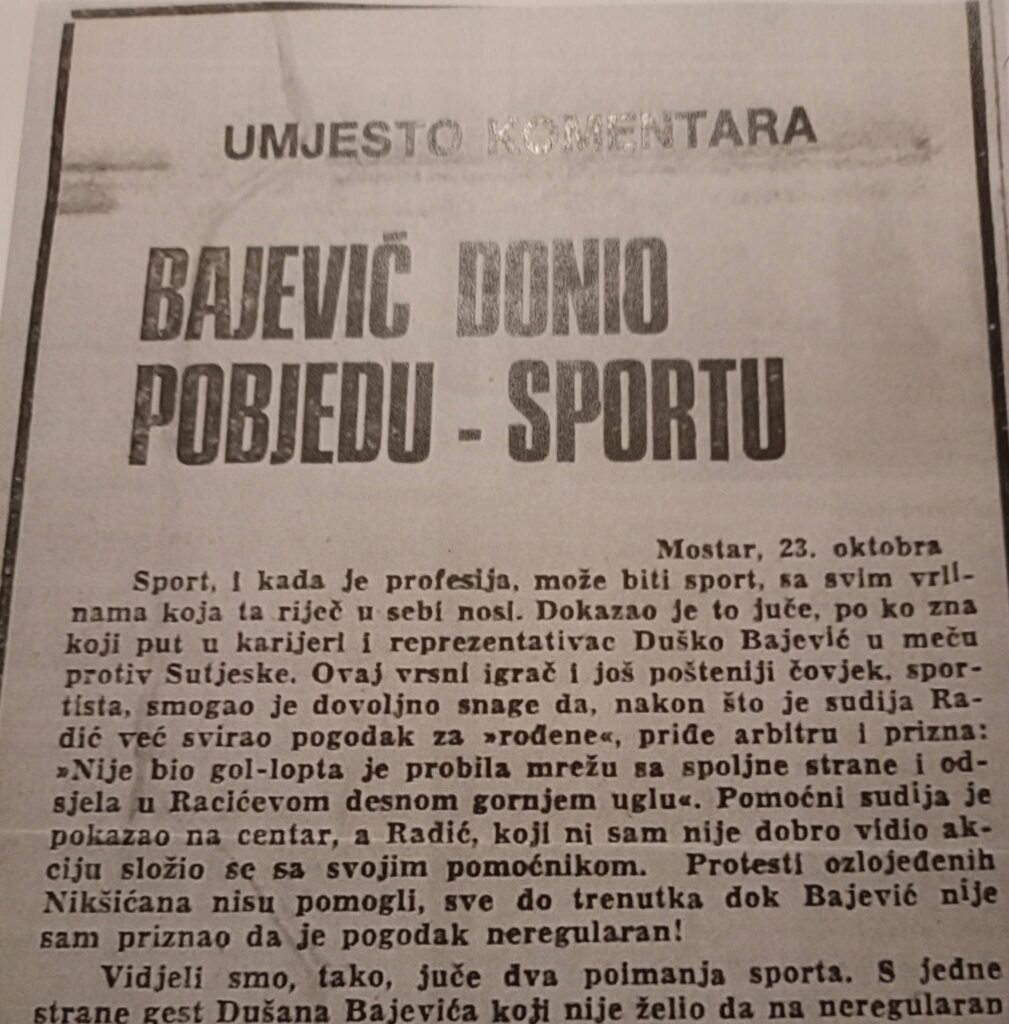 UMJESTO KOMENTARA
BAJEVIĆ DONIO
POBJEDU - SPORTU
Mostar, 23. oktobra
Sport, i kada je profesija, može biti sport, sa svim vrli-
nama koja ta riječ u sebi nosi. Dokazao je to juče, po ko zna
koji put u karijeri i reprezentativac Duško Bajević u meču
protiv Sutjeske. Ovaj vrsni igrač i još pošteniji čovjek, spor-
tista, smogao je dovoljno snage da, nakon što je sudija Ra-
dić već svirao pogodak za »rođene«, priđe arbitru i prizna:
»Nije bio gol-lopta je probila mrežu sa spoljne strane i od-
sjela u Racićevom desnom gornjem uglu«. Pomoćni sudija je
pokazao na centar, a Radić, koji ni sam nije dobro vidio ak-
ciju složio se sa svojim pomoćnikom. Protesti ozlojeđenih
Nikšićana nisu pomogli, sve do trenutka dok Bajević nije
sam priznao da je pogodak neregularan!
Vidjeli smo, tako, juče dva poimanja sporta. S jedne
strane gest Dušana Bajevića koji nije želio da na neregularan